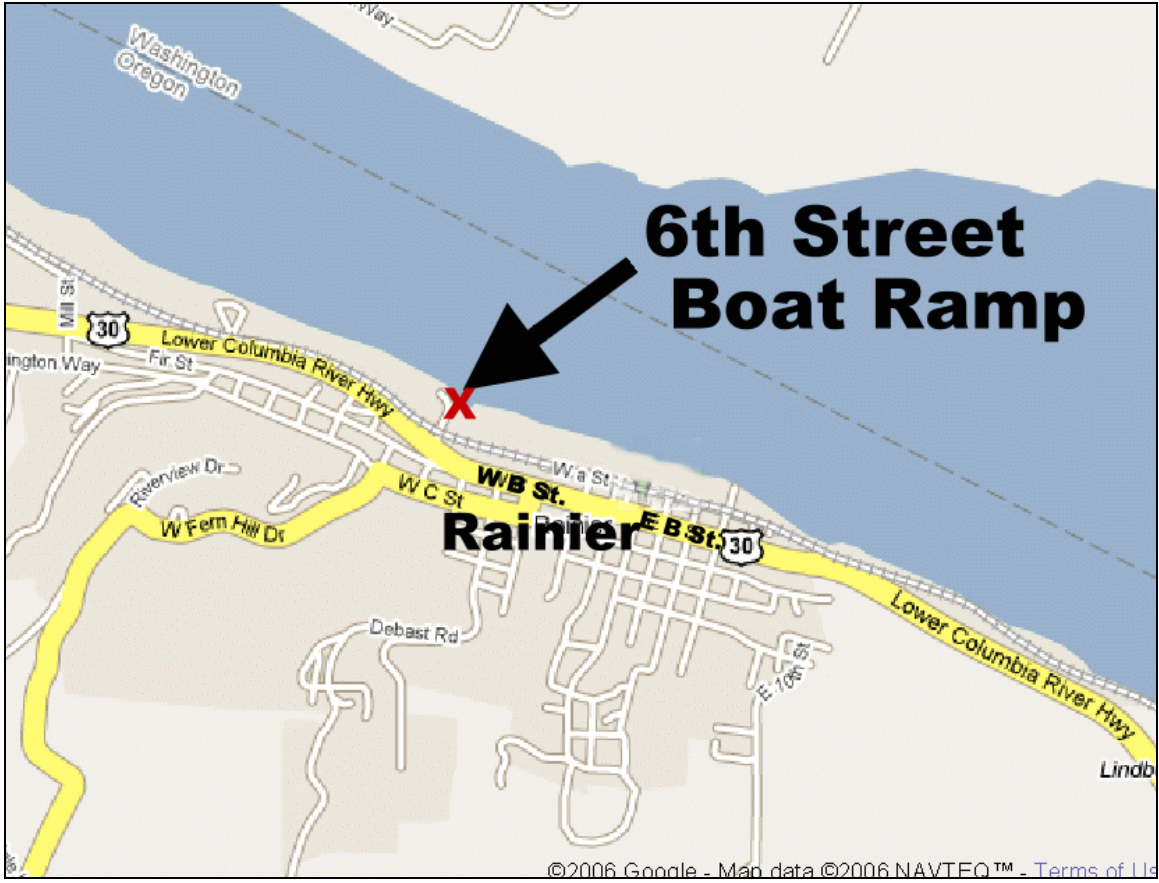 Way
Washington
Oregon
6th Street
Boat Ramp
Mill St
30
Lower Columbia River Hwy
ington Way
Fir St
X
W a St
W B St.
W C St
Riverview Dr
W Fern Hill Dr
Rainier
Rainier
E B St.
30
Lower Columbia River Hwy
Debast Rd
E 10th St
Lindb
©2006 Google - Map data ©2006 NAVTEQ™ - Terms of Us